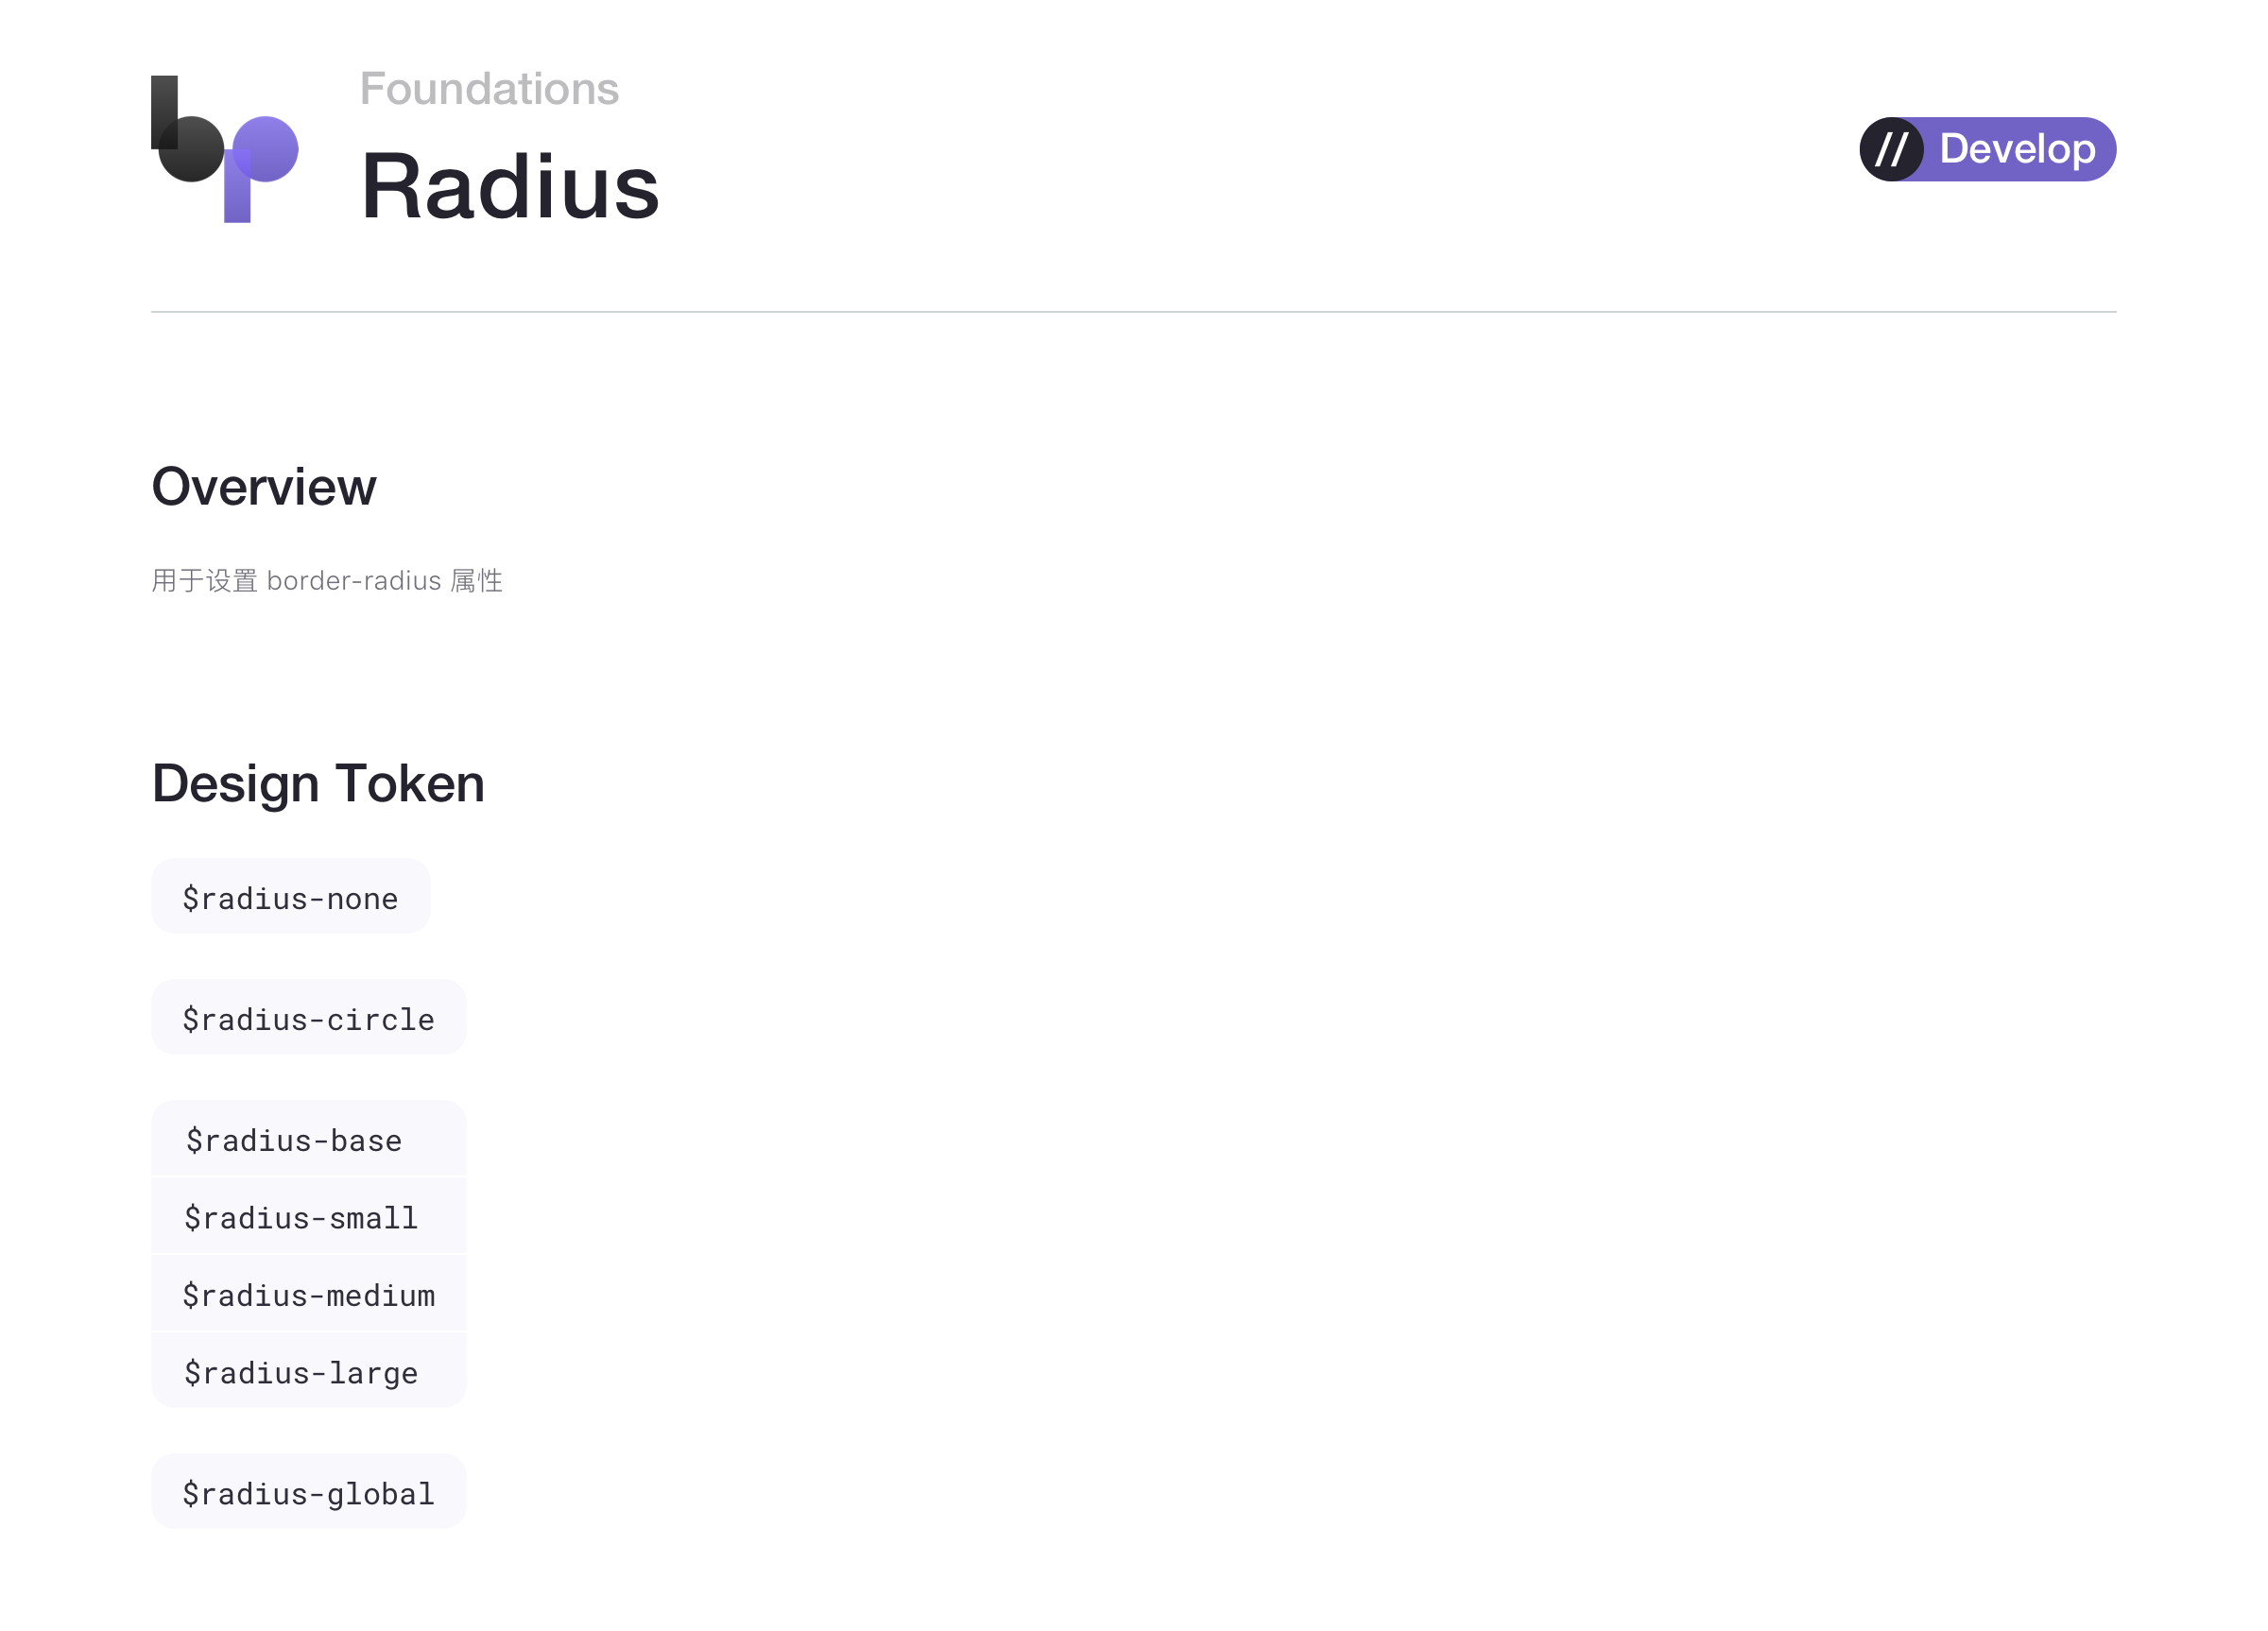 Foundations
Radius
// Develop
Overview
用于设置 border-radius 属性
Design Token
$radius-none
$radius-circle
$radius-base
$radius-small
$radius-medium
$radius-large
$radius-global